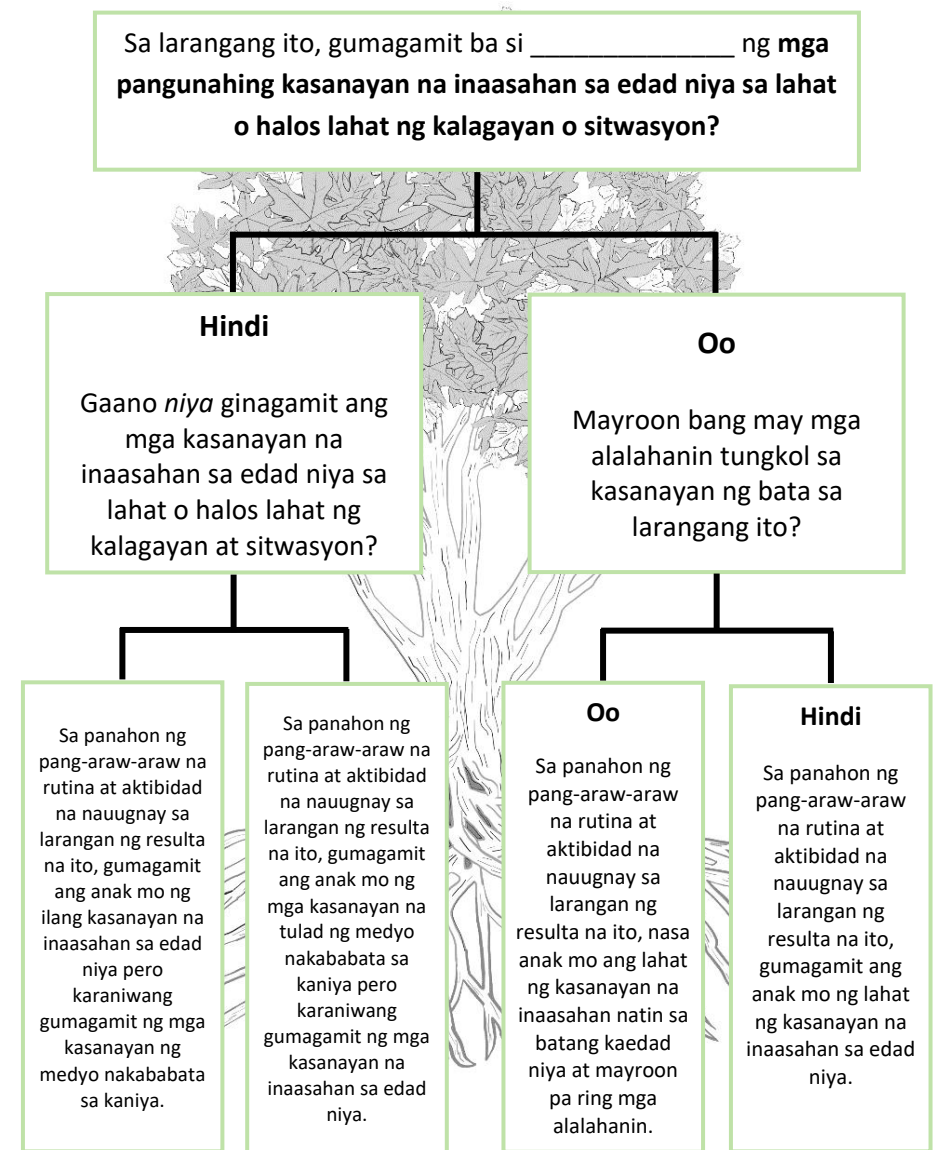 Sa larangang ito, gumagamit ba si _______________ ng mga
pangunahing kasanayan na inaasahan sa edad niya sa lahat
o halos lahat ng kalagayan o sitwasyon?
Hindi
Gaano niya ginagamit ang
mga kasanayan na
inaasahan sa edad niya sa
lahat o halos lahat ng
kalagayan at sitwasyon?
Oo
Mayroon bang may mga
alalahanin tungkol sa
kasanayan ng bata sa
larangang ito?
Sa panahon ng
pang-araw-araw na
rutina at aktibidad
na nauugnay sa
larangan ng resulta
na ito, gumagamit
ang anak mo ng
ilang kasanayan na
inaasahan sa edad
niya pero
karaniwang
gumagamit ng mga
kasanayan ng
medyo nakababata
sa kaniya.
Sa panahon ng
pang-araw-araw na
rutina at aktibidad
na nauugnay sa
larangan ng resulta
na ito, gumagamit
ang anak mo ng
mga kasanayan na
tulad ng medyo
nakababata sa
kaniya pero
karaniwang
gumagamit ng mga
kasanayan na
inaasahan sa edad
niya.
Oo
Sa panahon ng
pang-araw-araw
na rutina at
aktibidad na
nauugnay sa
larangan ng
resulta na ito, nasa
anak mo ang lahat
ng kasanayan na
inaasahan natin sa
batang kaedad
niya at mayroon
pa ring mga
alalahanin.
Hindi
Sa panahon ng
pang-araw-araw
na rutina at
aktibidad na
nauugnay sa
larangan ng
resulta na ito,
gumagamit ang
anak mo ng lahat
ng kasanayan na
inaasahan sa edad
niya.